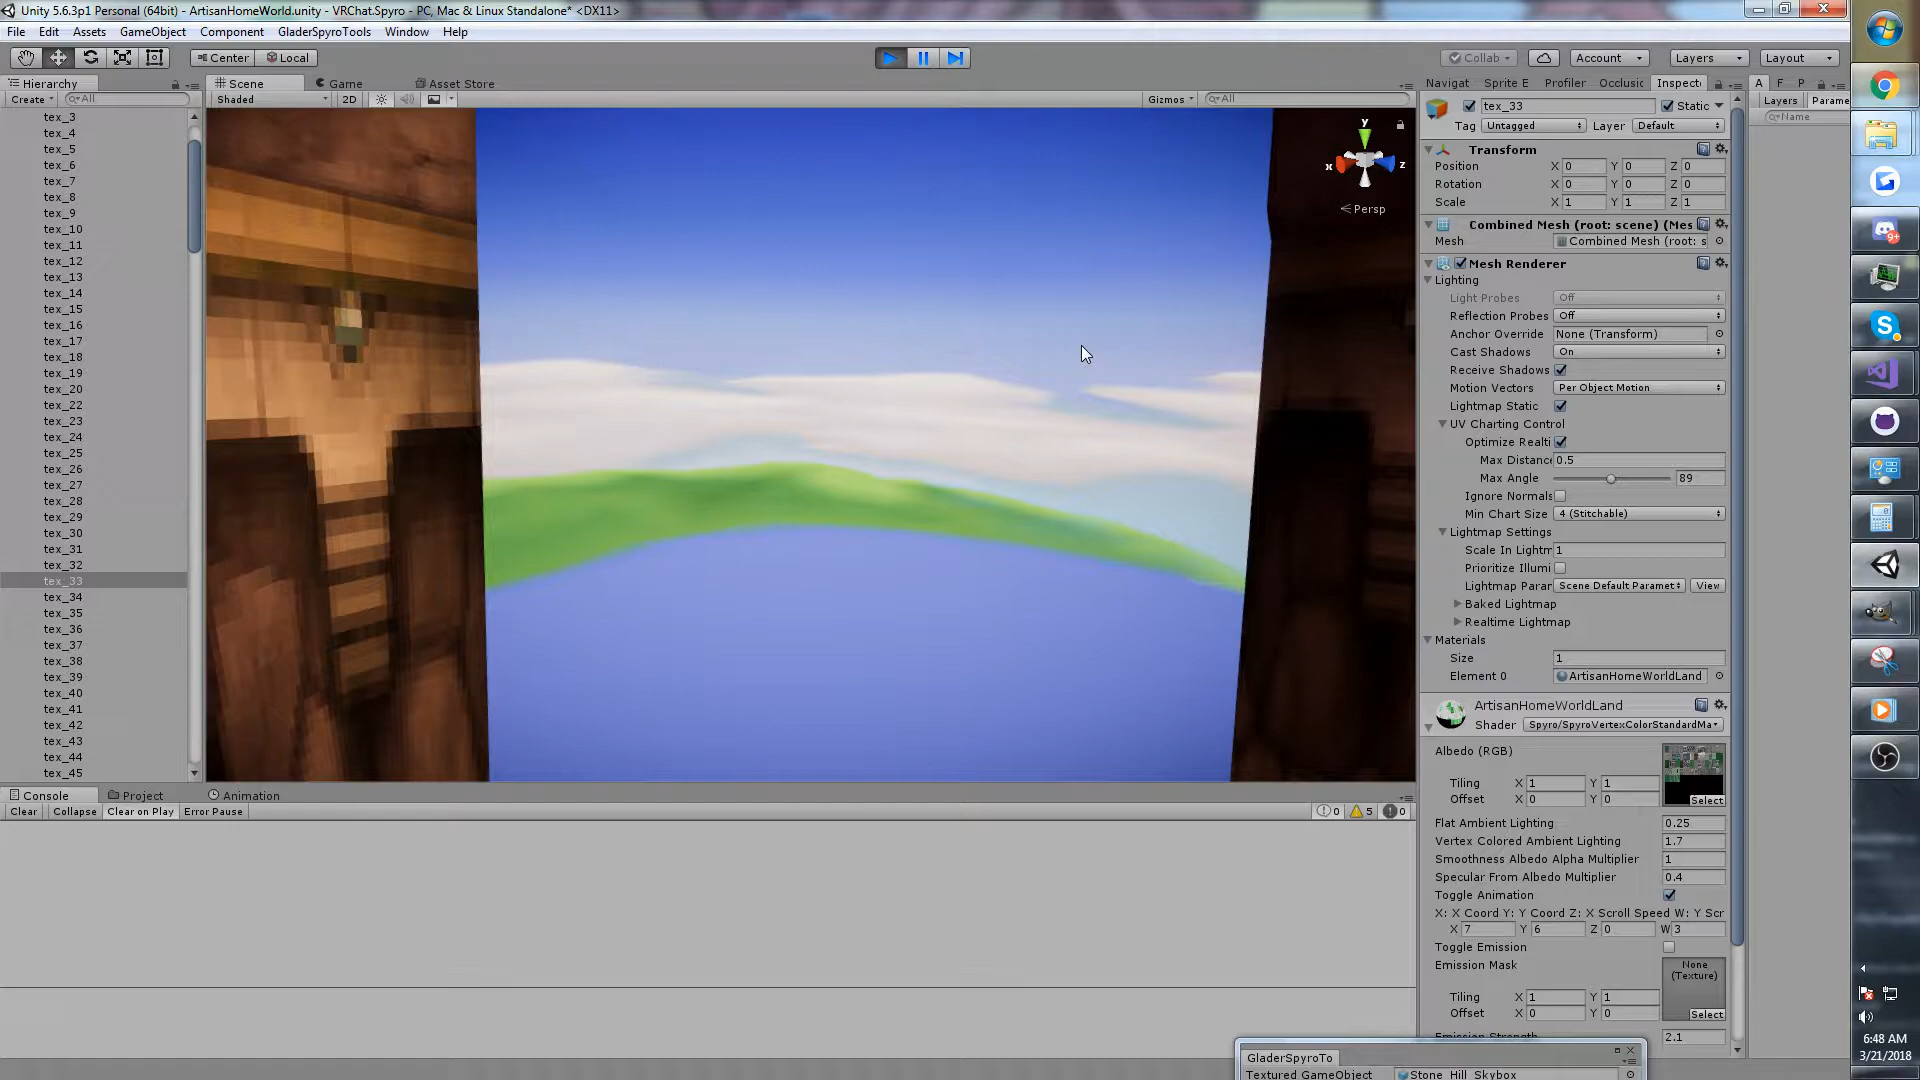 Unity 5.6.3p1 Personal (64bit) - ArtisanHomeWorld.unity - VRChat.Spyro - PC, Mac & Linux Standalone* <DX11>
File Edit Assets GameObject Component GladerSpyroTools Window Help
Center Local Collab Account Layers Layout
Hierarchy Scene Game Asset Store Navigat Sprite E Profiler Occlusic Inspect A F P
Create All Shaded 2D Gizmos All Layers Parame
Name
tex_3
tex_4
tex_5
tex_6
tex_7
tex_8
tex_9
tex_10
tex_11
tex_12
tex_13
tex_14
tex_15
tex_16
tex_17
tex_18
tex_19
tex_20
tex_22
tex_23
tex_24
tex_25
tex_26
tex_27
tex_28
tex_29
tex_30
tex_31
tex_32
tex_33
tex_34
tex_35
tex_36
tex_37
tex_38
tex_39
tex_40
tex_41
tex_42
tex_43
tex_44
tex_45
y
x z
Persp
tex_33 Static
Tag Untagged Layer Default
Transform
Position X 0 Y 0 Z 0
Rotation X 0 Y 0 Z 0
Scale X 1 Y 1 Z 1
Combined Mesh (root: scene) (Mes
Mesh Combined Mesh (root: s
Mesh Renderer
Lighting
Light Probes Off
Reflection Probes Off
Anchor Override None (Transform)
Cast Shadows On
Receive Shadows
Motion Vectors Per Object Motion
Lightmap Static
UV Charting Control
Optimize Realti
Max Distanc 0.5
Max Angle 89
Ignore Normals
Min Chart Size 4 (Stitchable)
Lightmap Settings
Scale In Lightm 1
Prioritize Illumi
Lightmap Parar Scene Default Paramet View
Baked Lightmap
Realtime Lightmap
Materials
Size 1
Element 0 ArtisanHomeWorldLand
ArtisanHomeWorldLand
Shader Spyro/SpyroVertexColorStandardMa
Albedo (RGB)
Tiling X 1 Y 1
Offset X 0 Y 0 Select
Flat Ambient Lighting 0.25
Vertex Colored Ambient Lighting 1.7
Smoothness Albedo Alpha Multiplier 1
Specular From Albedo Multiplier 0.4
Toggle Animation
X: X Coord Y: Y Coord Z: X Scroll Speed W: Y Scr
X 7 Y 6 Z 0 W 3
Toggle Emission
Emission Mask None (Texture)
Tiling X 1 Y 1
Offset X 0 Y 0 Select
Emission Strength 2.1
Console Project Animation
Clear Collapse Clear on Play Error Pause 0 5 0
GladerSpyroTo
Textured GameObject Stone_Hill_Skybox
9+
6:48 AM
3/21/2018